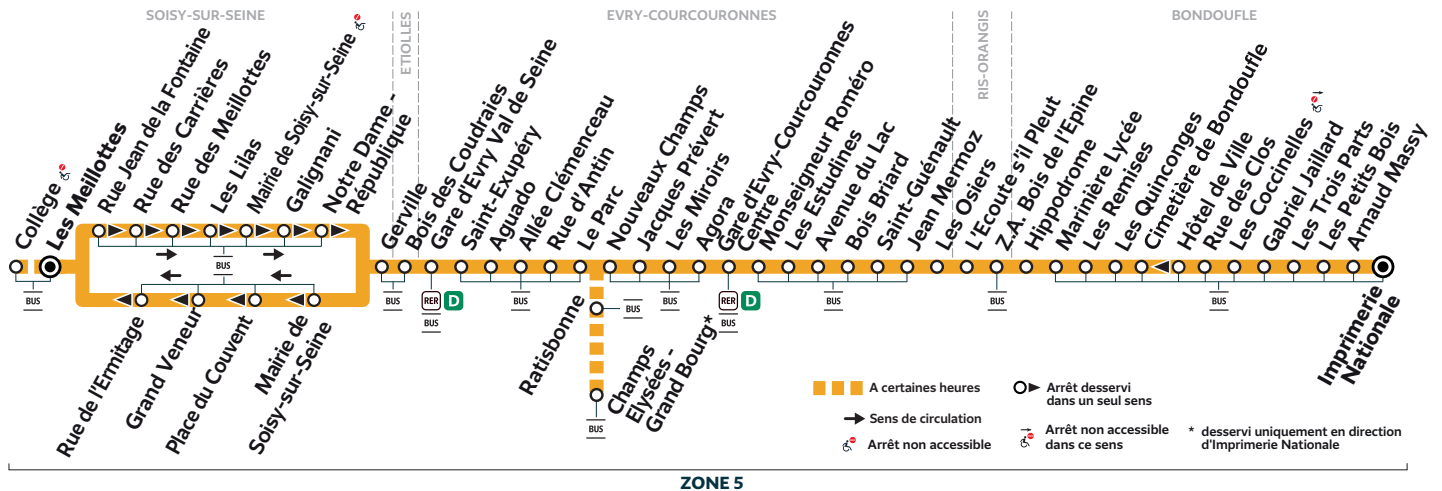 SOISY-SUR-SEINE
ETIOLLES
EVRY-COURCOURONNES
RIS-ORANGIS
BONDOUFLE
Collège
Les Meillottes
Rue Jean de la Fontaine
Rue des Carrières
Rue des Meillottes
Les Lilas
Mairie de Soisy-sur-Seine
Galignani
Notre Dame -
République
BUS
BUS
Rue de l'Ermitage
Grand Veneur
Place du Couvent
Mairie de
Soisy-sur-Seine
Gerville
Bois des Coudraies
Gare d'Evry Val de Seine
Saint-Exupéry
Aguado
Allée Clémenceau
Rue d'Antin
Le Parc
Nouveaux Champs
Jacques Prévert
Les Miroirs
Agora
Gare d'Evry-Courcouronnes
Centre
Monseigneur Roméro
Les Estudines
Avenue du Lac
Bois Briard
Saint-Guénault
Jean Mermoz
Les Osiers
L'Ecoute s'il Pleut
Z.A. Bois de l'Epine
Hippodrome
Marinière Lycée
Les Remises
Les Quinconges
Cimetière de Bondoufle
Hôtel de Ville
Rue des Clos
Les Coccinelles
Gabriel Jaillard
Les Trois Parts
Les Petits Bois
Arnaud Massy
Imprimerie
Nationale
BUS
RER D
BUS
BUS
BUS
BUS
RER D
BUS
BUS
BUS
BUS
Ratisbonne
Champs
Elysées -
Grand Bourg*
BUS
A certaines heures
Sens de circulation
Arrêt non accessible
Arrêt desservi
dans un seul sens
Arrêt non accessible
dans ce sens
* desservi uniquement en direction
d'Imprimerie Nationale
ZONE 5